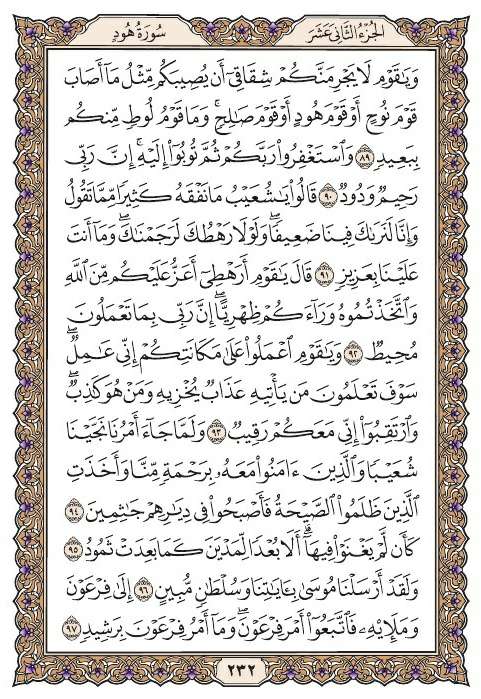 الجزء الثاني عشر
سورة هود
وَيَٰقَوْمِ لَا يَجْرِمَنَّكُمْ شِقَاقِيٓ أَن يُصِيبَكُم مِّثْلُ مَآ أَصَابَ
قَوْمَ نُوحٍ أَوْ قَوْمَ هُودٍ أَوْ قَوْمَ صَٰلِحٍ ۚ وَمَا قَوْمُ لُوطٍ مِّنكُم
بِبَعِيدٍ ٨٩ وَٱسْتَغْفِرُوا۟ رَبَّكُمْ ثُمَّ تُوبُوٓا۟ إِلَيْهِ ۚ إِنَّ رَبِّي
رَحِيمٌ وَدُودٌ ٩٠ قَالُوا۟ يَٰشُعَيْبُ مَا نَفْقَهُ كَثِيرًا مِّمَّا تَقُولُ
وَإِنَّا لَنَرَىٰكَ فِينَا ضَعِيفًا ۖ وَلَوْلَا رَهْطُكَ لَرَجَمْنَٰكَ ۖ وَمَآ أَنتَ
عَلَيْنَا بِعَزِيزٍ ٩١ قَالَ يَٰقَوْمِ أَرَهْطِيٓ أَعَزُّ عَلَيْكُم مِّنَ ٱللَّهِ
وَٱتَّخَذْتُمُوهُ وَرَآءَكُمْ ظِهْرِيًّا ۖ إِنَّ رَبِّي بِمَا تَعْمَلُونَ
مُحِيطٌ ٩٢ وَيَٰقَوْمِ ٱعْمَلُوا۟ عَلَىٰ مَكَانَتِكُمْ إِنِّي عَٰمِلٌ ۖ
سَوْفَ تَعْلَمُونَ مَن يَأْتِيهِ عَذَابٌ يُخْزِيهِ وَمَنْ هُوَ كَٰذِبٌ ۖ
وَٱرْتَقِبُوٓا۟ إِنِّي مَعَكُمْ رَقِيبٌ ٩٣ وَلَمَّا جَآءَ أَمْرُنَا نَجَّيْنَا
شُعَيْبًا وَٱلَّذِينَ ءَامَنُوا۟ مَعَهُۥ بِرَحْمَةٍ مِّنَّا وَأَخَذَتِ
ٱلَّذِينَ ظَلَمُوا۟ ٱلصَّيْحَةُ فَأَصْبَحُوا۟ فِي دِيَٰرِهِمْ جَٰثِمِينَ ٩٤
كَأَن لَّمْ يَغْنَوْا۟ فِيهَآ ۗ أَلَا بُعْدًا لِّمَدْيَنَ كَمَا بَعِدَتْ ثَمُودُ ٩٥
وَلَقَدْ أَرْسَلْنَا مُوسَىٰ بِـَٔايَٰتِنَا وَسُلْطَٰنٍ مُّبِينٍ ٩٦ إِلَىٰ فِرْعَوْنَ
وَمَلَإِي۟هِۦ فَٱتَّبَعُوٓا۟ أَمْرَ فِرْعَوْنَ ۖ وَمَآ أَمْرُ فِرْعَوْنَ بِرَشِيدٍ ٩٧
٢٣٢